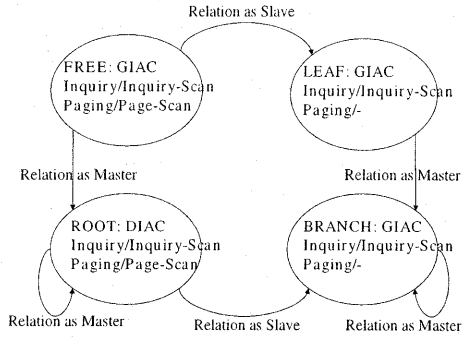 Relation as Slave
FREE: GIAC
Inquiry/Inquiry-Scan
Paging/Page-Scan
LEAF: GIAC
Inquiry/Inquiry-Scan
Paging/-
Relation as Master
Relation as Master
ROOT: DIAC
Inquiry/Inquiry-Scan
Paging/Page-Scan
BRANCH: GIAC
Inquiry/Inquiry-Scan
Paging/-
Relation as Master
Relation as Slave
Relation as Master